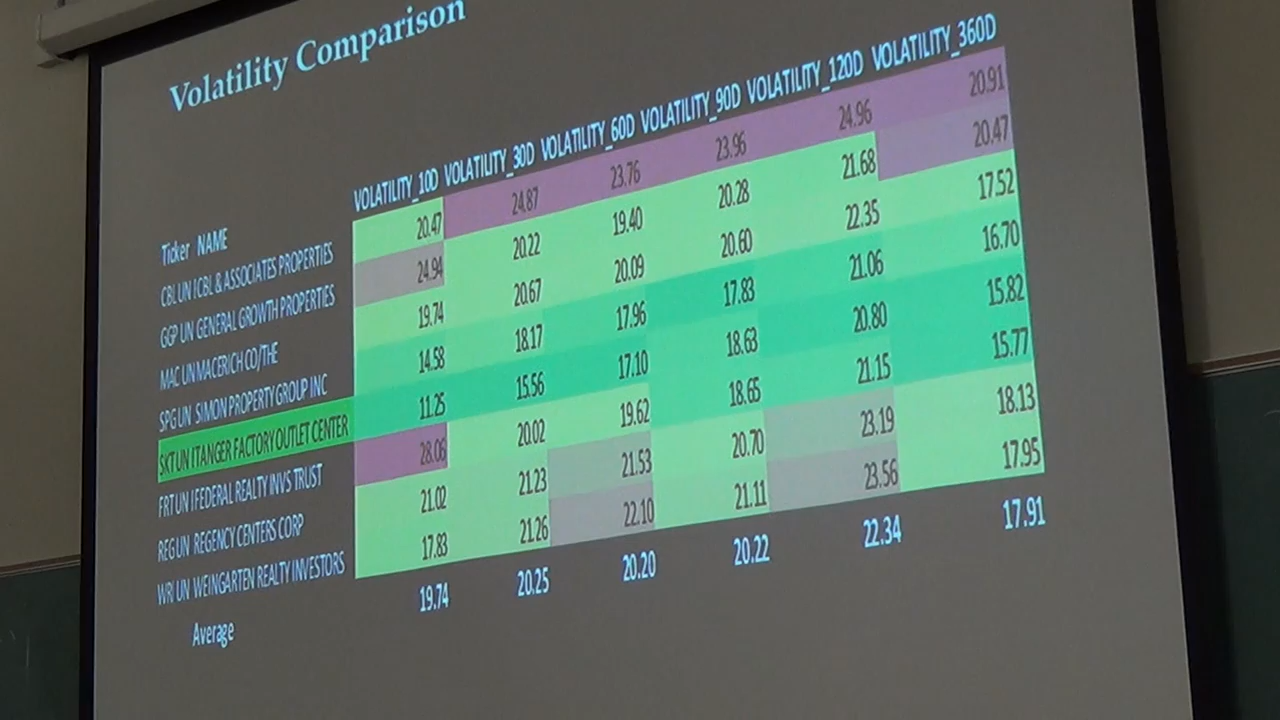 Volatility Comparison
Ticker NAME VOLATILITY_10D VOLATILITY_30D VOLATILITY_60D VOLATILITY_90D VOLATILITY_120D VOLATILITY_360D
CBL UN CBL & ASSOCIATES PROPERTIES 20.47 24.87 23.76 23.96 24.96 20.91
GGP UN GENERAL GROWTH PROPERTIES 24.94 20.22 19.40 20.28 21.68 20.47
MAC UN MACERICH CO/THE 19.74 20.67 20.09 20.60 22.35 17.52
SPG UN SIMON PROPERTY GROUP INC 14.58 18.17 17.96 17.83 21.06 16.70
SKT UN TANGER FACTORY OUTLET CENTER 11.25 15.56 17.10 18.63 20.80 15.82
FRT UN FEDERAL REALTY INVS TRUST 28.06 20.02 19.62 18.65 21.15 15.77
REG UN REGENCY CENTERS CORP 21.02 21.23 21.53 20.70 23.19 18.13
WRI UN WEINGARTEN REALTY INVESTORS 17.83 21.26 22.10 21.11 23.56 17.95
Average 19.74 20.25 20.20 20.22 22.34 17.91